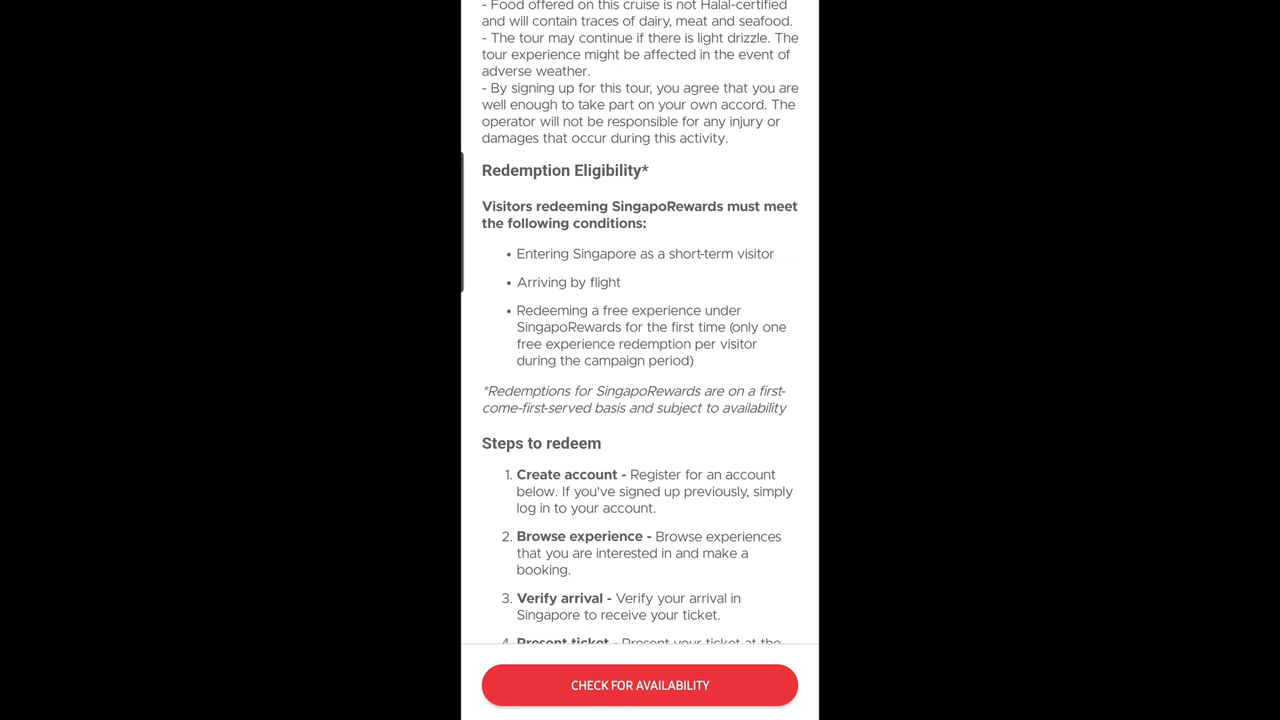 - Food offered on this cruise is not Halal-certified
and will contain traces of dairy, meat and seafood.
- The tour may continue if there is light drizzle. The
tour experience might be affected in the event of
adverse weather.
- By signing up for this tour, you agree that you are
well enough to take part on your own accord. The
operator will not be responsible for any injury or
damages that occur during this activity.
Redemption Eligibility*
Visitors redeeming SingapoRewards must meet
the following conditions:
• Entering Singapore as a short-term visitor
• Arriving by flight
• Redeeming a free experience under
SingapoRewards for the first time (only one
free experience redemption per visitor
during the campaign period)
*Redemptions for SingapoRewards are on a first-
come-first-served basis and subject to availability
Steps to redeem
1. Create account - Register for an account
below. If you've signed up previously, simply
log in to your account.
2. Browse experience - Browse experiences
that you are interested in and make a
booking.
3. Verify arrival - Verify your arrival in
Singapore to receive your ticket.
4. Present ticket - Present your ticket at the
CHECK FOR AVAILABILITY